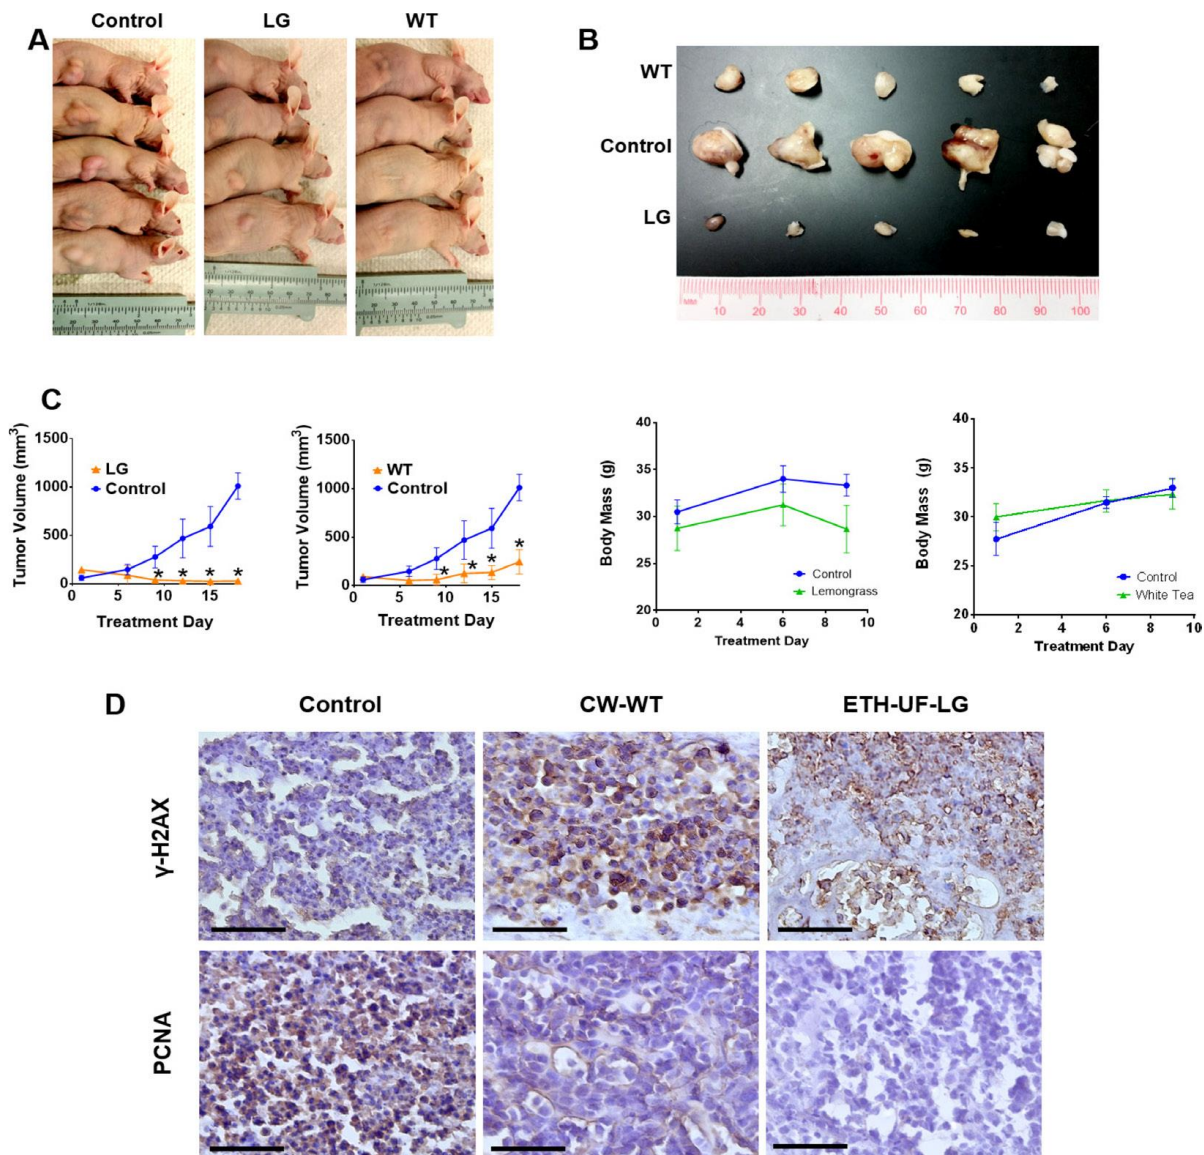 Control LG WT
A
B
WT
Control
LG
MM 10 20 30 40 50 60 70 80 90 100
C
1500
1000
500
0
Tumor Volume (mm³)
LG
Control
* * * *
0 5 10 15
Treatment Day
1500
1000
500
0
Tumor Volume (mm³)
WT
Control
* * * *
0 5 10 15
Treatment Day
40
35
30
25
20
Body Mass (g)
Control
Lemongrass
0 2 4 6 8 10
Treatment Day
40
35
30
25
20
Body Mass (g)
Control
White Tea
0 2 4 6 8 10
Treatment Day
D
Control CW-WT ETH-UF-LG
γ-H2AX
PCNA